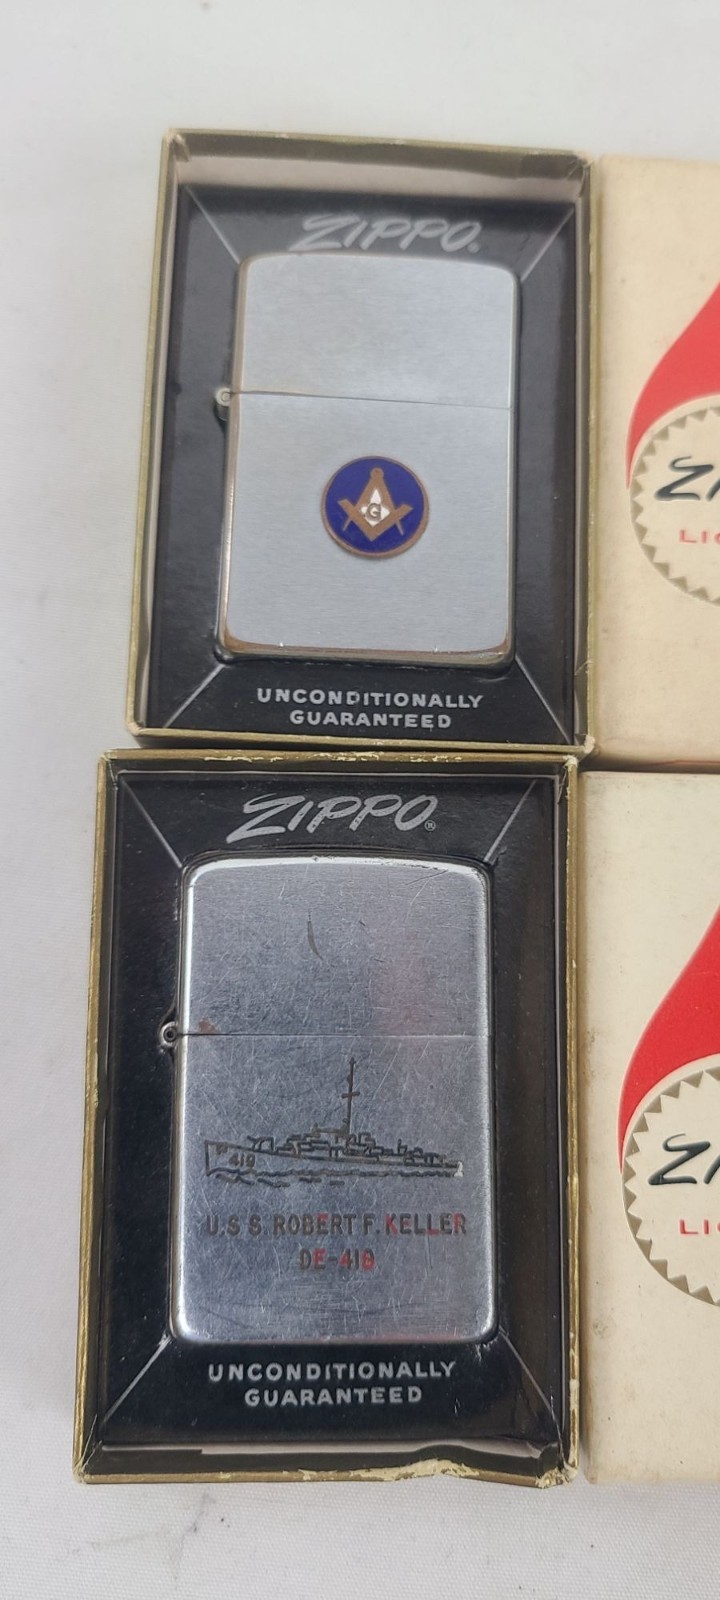 ZIPPO®
G
UNCONDITIONALLY
GUARANTEED
ZIPPO®
419
U.S S. ROBERT F. KELLER
DE-419
UNCONDITIONALLY
GUARANTEED